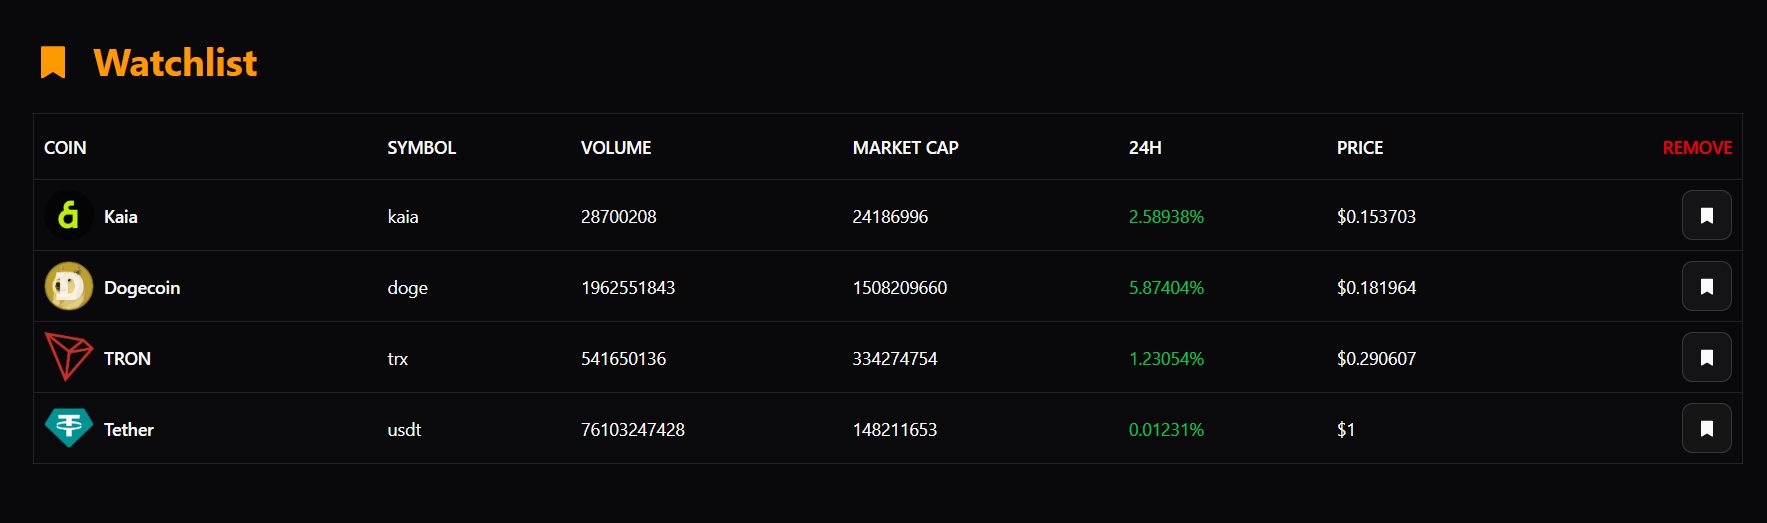 Watchlist
COIN SYMBOL VOLUME MARKET CAP 24H PRICE REMOVE
Kaia kaia 28700208 24186996 2.58938% $0.153703
Dogecoin doge 1962551843 1508209660 5.87404% $0.181964
TRON trx 541650136 334274754 1.23054% $0.290607
Tether usdt 76103247428 148211653 0.01231% $1